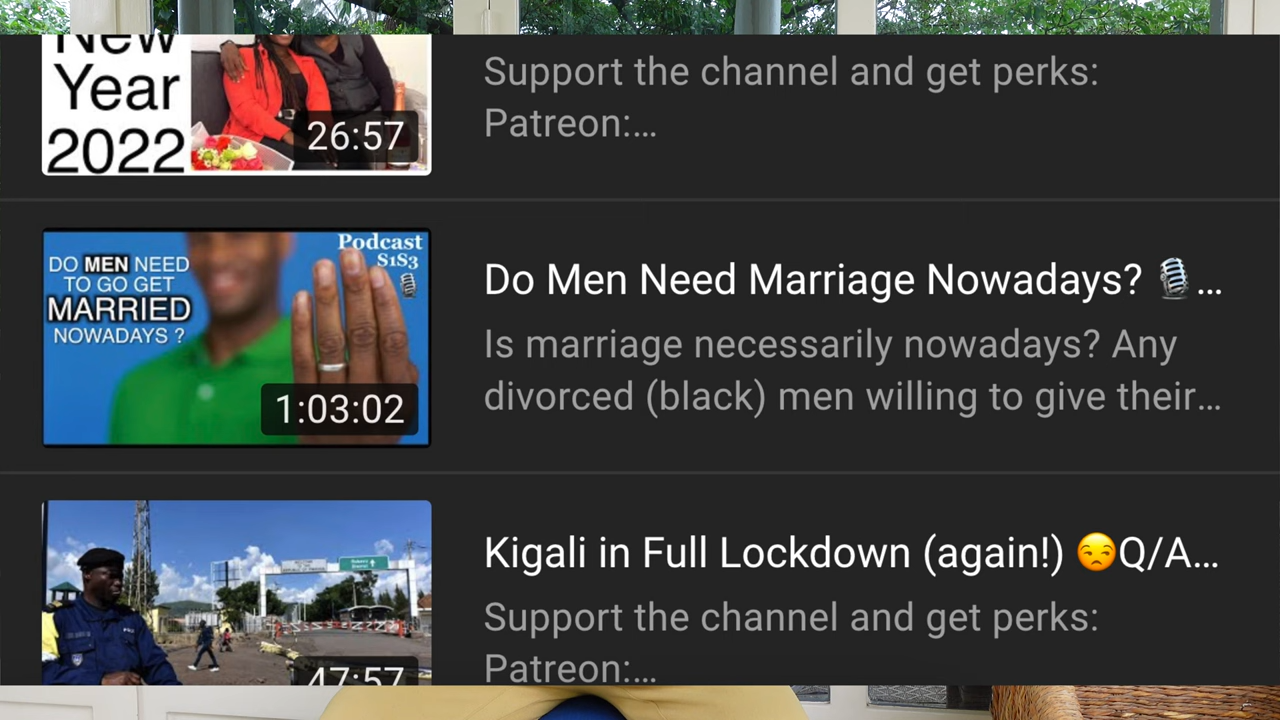 New
Year
2022
26:57
Support the channel and get perks:
Patreon:…
DO MEN NEED
TO GO GET
MARRIED
NOWADAYS ?
Podcast
S1S3
1:03:02
Do Men Need Marriage Nowadays? 🎙️…
Is marriage necessarily nowadays? Any
divorced (black) men willing to give their…
47:57
Kigali in Full Lockdown (again!) 😒Q/A…
Support the channel and get perks:
Patreon:…